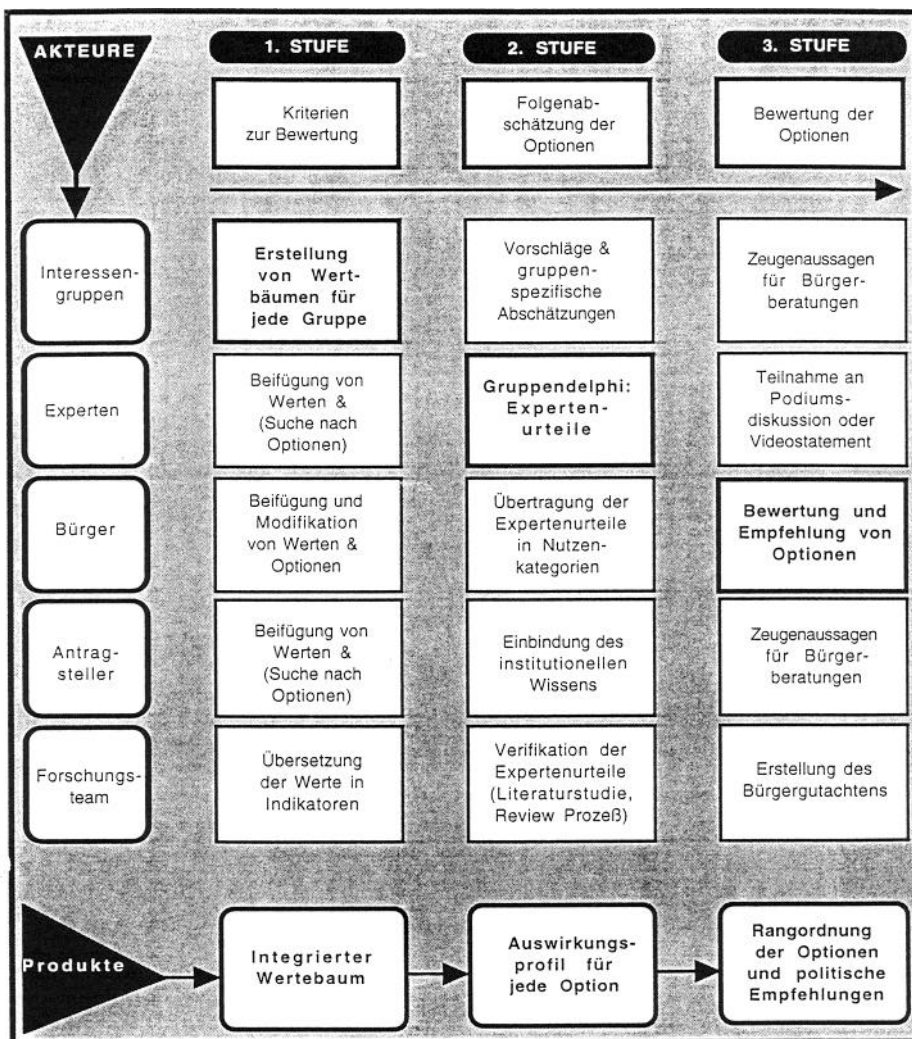 AKTEURE
1. STUFE
2. STUFE
3. STUFE
Kriterien
zur Bewertung
Folgenab-
schätzung der
Optionen
Bewertung der
Optionen
Interessen-
gruppen
Erstellung
von Wert-
bäumen für
jede Gruppe
Vorschläge &
gruppen-
spezifische
Abschätzungen
Zeugenaussagen
für Bürger-
beratungen
Experten
Beifügung von
Werten &
(Suche nach
Optionen)
Gruppendelphi:
Experten-
urteile
Teilnahme an
Podiums-
diskussion oder
Videostatement
Bürger
Beifügung und
Modifikation
von Werten &
Optionen
Übertragung der
Expertenurteile
in Nutzen-
kategorien
Bewertung und
Empfehlung von
Optionen
Antrag-
steller
Beifügung von
Werten &
(Suche nach
Optionen)
Einbindung des
institutionellen
Wissens
Zeugenaussagen
für Bürger-
beratungen
Forschungs-
team
Übersetzung
der Werte in
Indikatoren
Verifikation der
Expertenurteile
(Literaturstudie,
Review Prozeß)
Erstellung des
Bürgergutachtens
Produkte
Integrierter
Wertebaum
Auswirkungs-
profil für
jede Option
Rangordnung
der Optionen
und politische
Empfehlungen